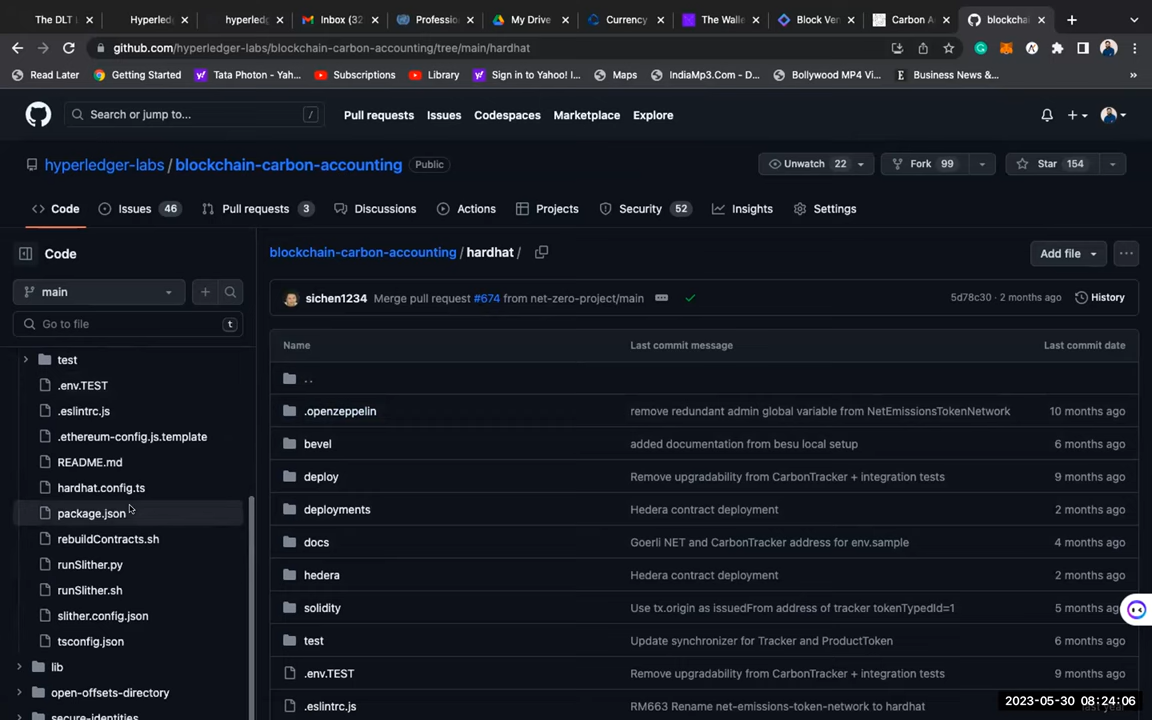 The DLT
Hyperled
hyperled
Inbox (32
Professio
My Drive
Currency
The Walle
Block Ver
Carbon A
blockchai
github.com/hyperledger-labs/blockchain-carbon-accounting/tree/main/hardhat
Read Later
Getting Started
Tata Photon - Yah...
Subscriptions
Library
Sign in to Yahoo! I...
Maps
IndiaMp3.Com - D...
Bollywood MP4 Vi...
Business News &...
Search or jump to...
/
Pull requests
Issues
Codespaces
Marketplace
Explore
hyperledger-labs / blockchain-carbon-accounting
Public
Unwatch 22
Fork 99
Star 154
Code
Issues 46
Pull requests 3
Discussions
Actions
Projects
Security 52
Insights
Settings
Code
main
Go to file
t
test
.env.TEST
.eslintrc.js
.ethereum-config.js.template
README.md
hardhat.config.ts
package.json
rebuildContracts.sh
runSlither.py
runSlither.sh
slither.config.json
tsconfig.json
lib
open-offsets-directory
secure-identities
blockchain-carbon-accounting / hardhat /
Add file
sichen1234 Merge pull request #674 from net-zero-project/main
5d78c30 · 2 months ago
History
Name Last commit message Last commit date
..
.openzeppelin remove redundant admin global variable from NetEmissionsTokenNetwork 10 months ago
bevel added documentation from besu local setup 6 months ago
deploy Remove upgradability from CarbonTracker + integration tests 9 months ago
deployments Hedera contract deployment 2 months ago
docs Goerli NET and CarbonTracker address for env.sample 4 months ago
hedera Hedera contract deployment 2 months ago
solidity Use tx.origin as issuedFrom address of tracker tokenTypedId=1 5 months ago
test Update synchronizer for Tracker and ProductToken 6 months ago
.env.TEST Remove upgradability from CarbonTracker + integration tests 9 months ago
.eslintrc.js RM663 Rename net-emissions-token-network to hardhat
2023-05-30 08:24:06